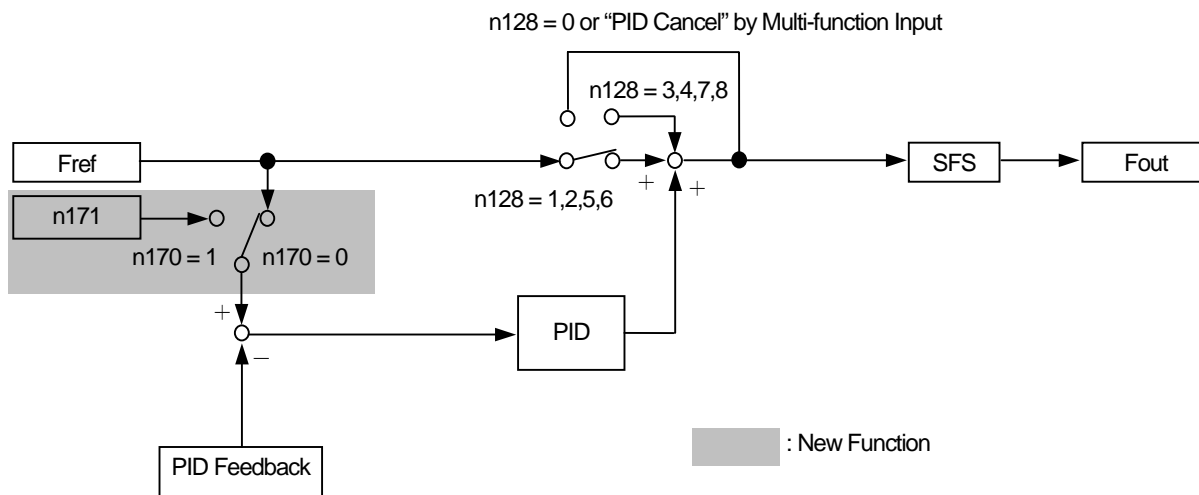 n128 = 0 or “PID Cancel” by Multi-function Input
n128 = 3,4,7,8
Fref
SFS
Fout
n128 = 1,2,5,6
+
+
n171
n170 = 1
n170 = 0
+
PID
−
: New Function
PID Feedback